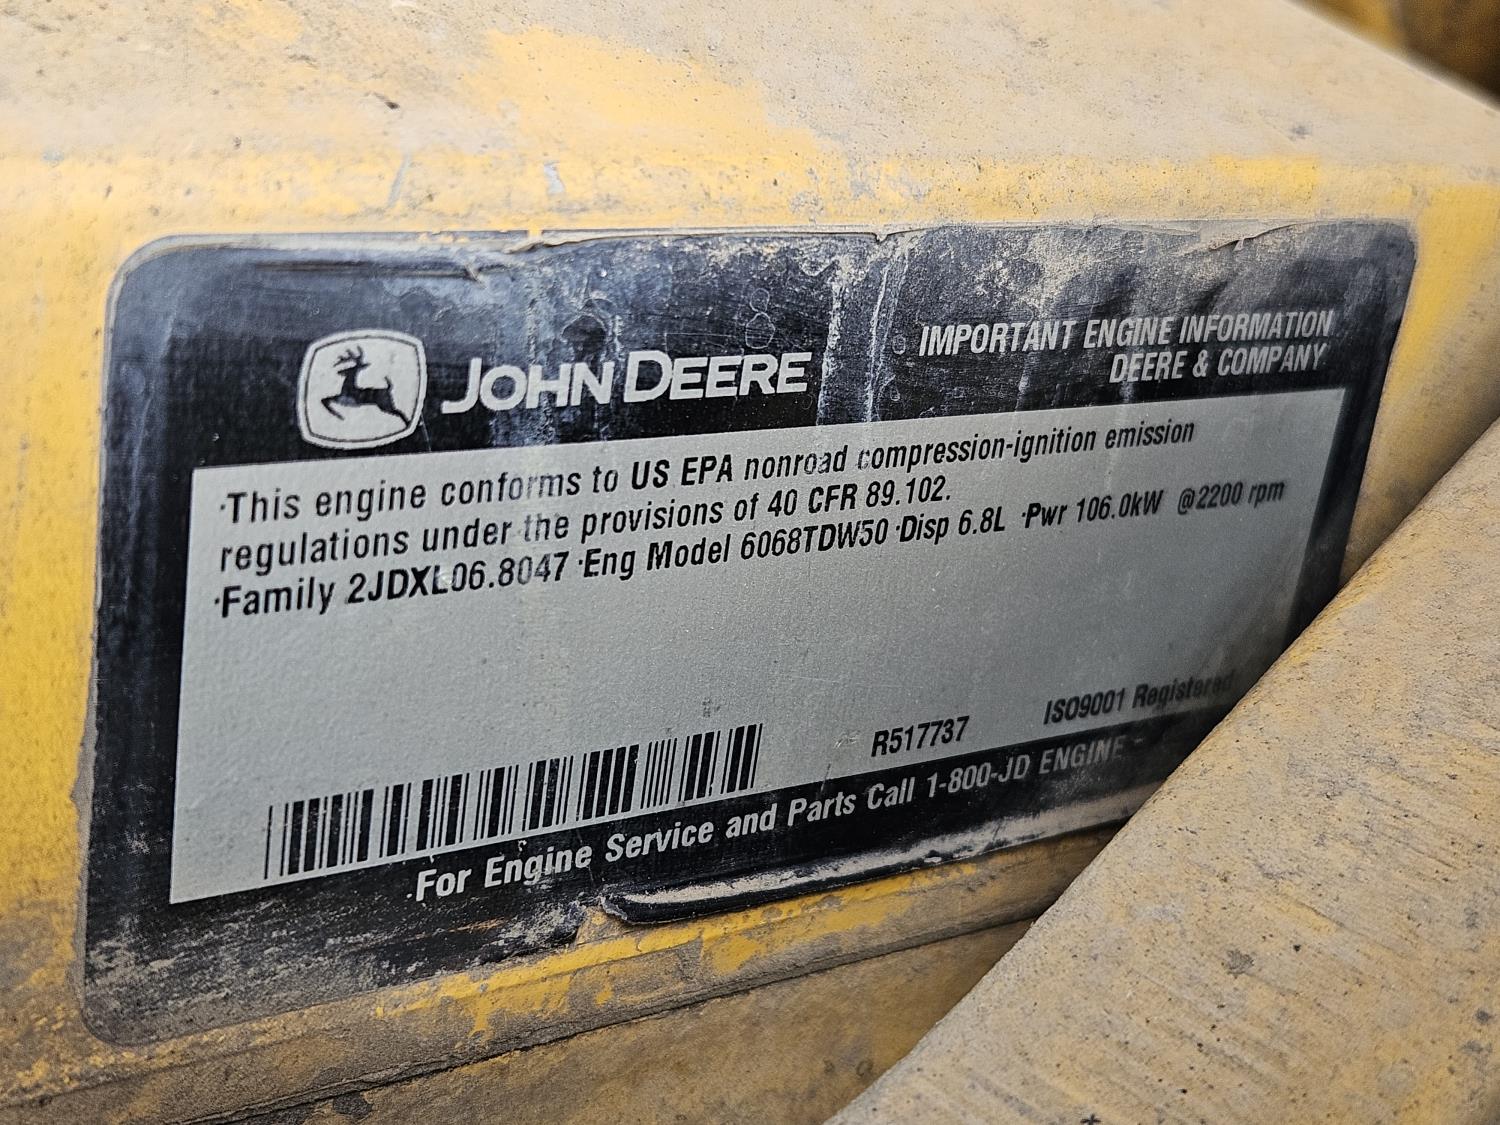 JOHN DEERE
IMPORTANT ENGINE INFORMATION
DEERE & COMPANY
·This engine conforms to US EPA nonroad compression-ignition emission
regulations under the provisions of 40 CFR 89.102.
·Family 2JDXL06.8047 ·Eng Model 6068TDW50 ·Disp 6.8L ·Pwr 106.0kW @2200 rpm
R517737
ISO9001 Registered
·For Engine Service and Parts Call 1-800-JD ENGINE -